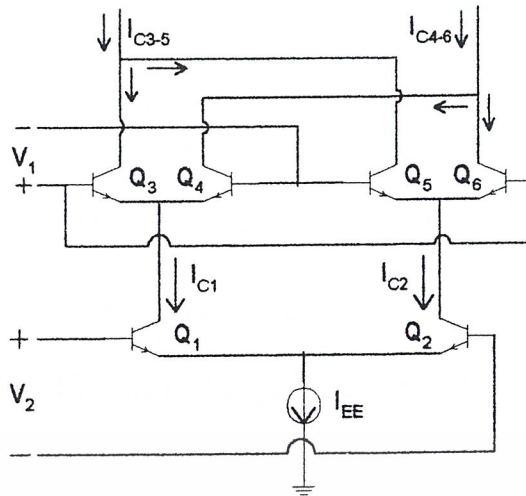 I_C3-5 I_C4-6
−
V_1
+
Q_3 Q_4 Q_5 Q_6
I_C1 I_C2
+
Q_1 Q_2
V_2
I_EE
−